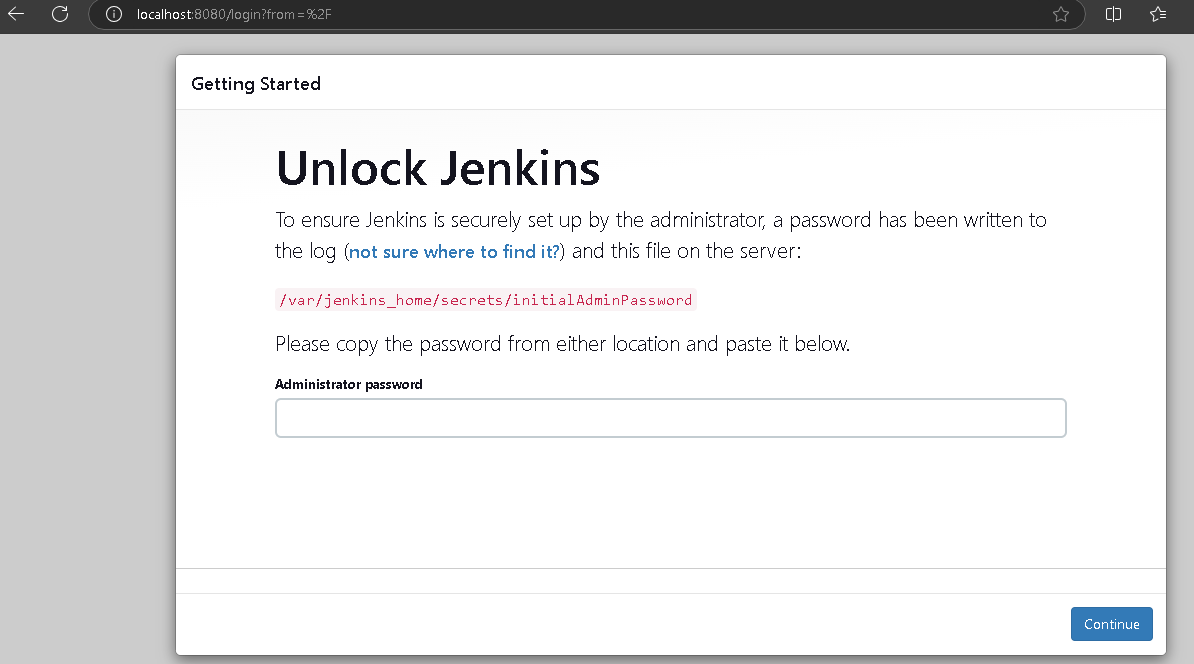 localhost:8080/login?from=%2F
Getting Started
Unlock Jenkins
To ensure Jenkins is securely set up by the administrator, a password has been written to
the log (not sure where to find it?) and this file on the server:
/var/jenkins_home/secrets/initialAdminPassword
Please copy the password from either location and paste it below.
Administrator password
Continue